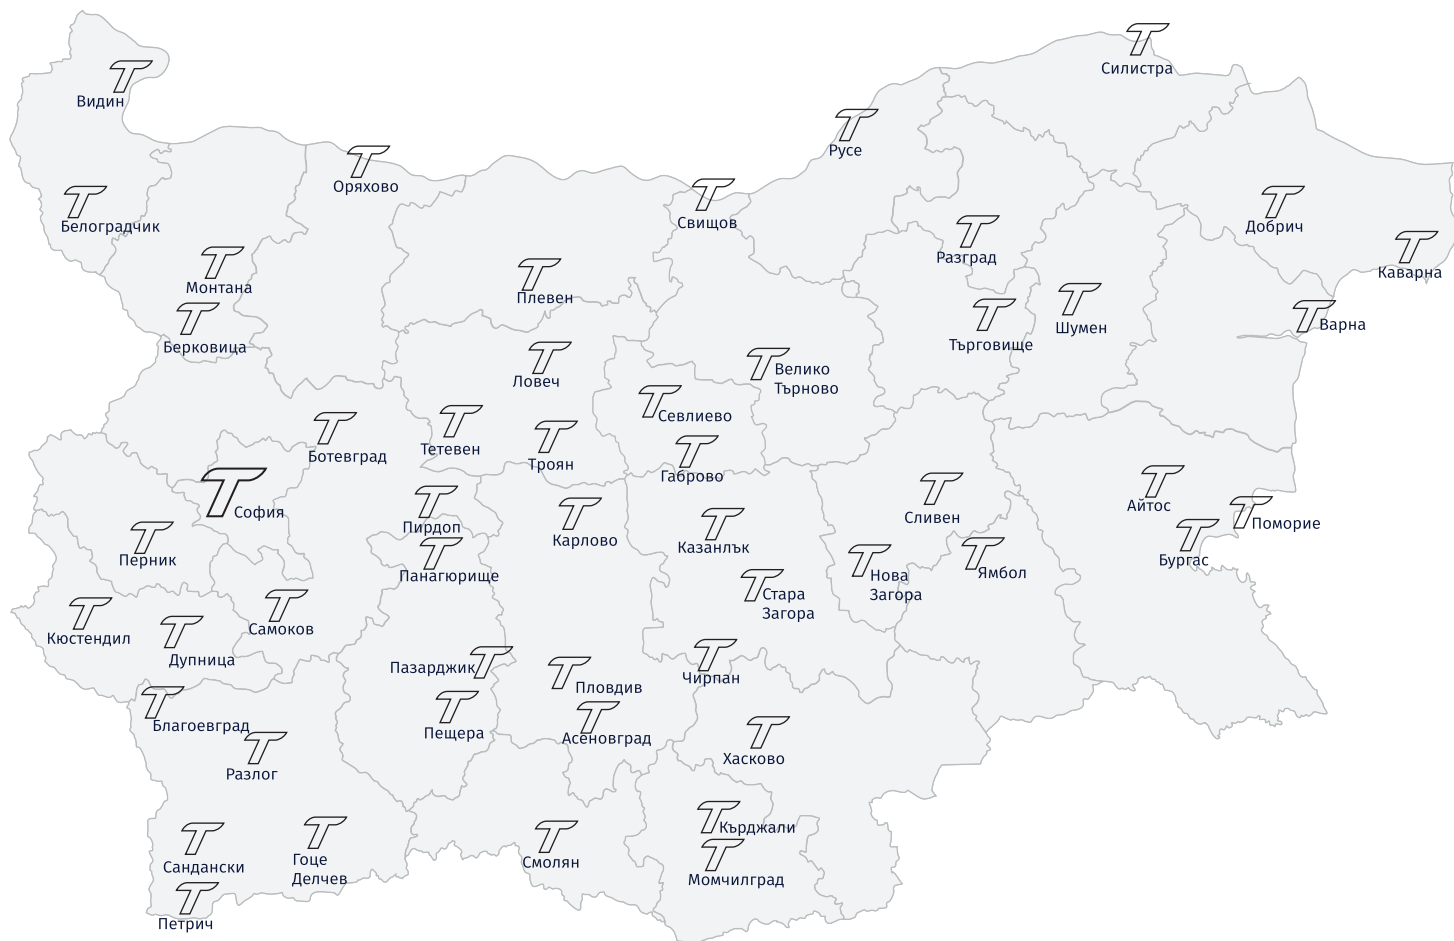 Силистра
Видин
Русе
Оряхово
Свищов
Белоградчик
Добрич
Разград
Каварна
Монтана
Плевен
Варна
Шумен
Търговище
Берковица
Велико
Търново
Ловеч
Севлиево
Тетевен
Ботевград
Троян
Габрово
Айтос
София
Сливен
Поморие
Пирдоп
Карлово
Казанлък
Перник
Бургас
Панагюрище
Нова
Загора
Ямбол
Стара
Загора
Самоков
Кюстендил
Дупница
Пазарджик
Чирпан
Пловдив
Благоевград
Пещера
Асеновград
Хасково
Разлог
Кърджали
Гоце
Делчев
Смолян
Сандански
Момчилград
Петрич